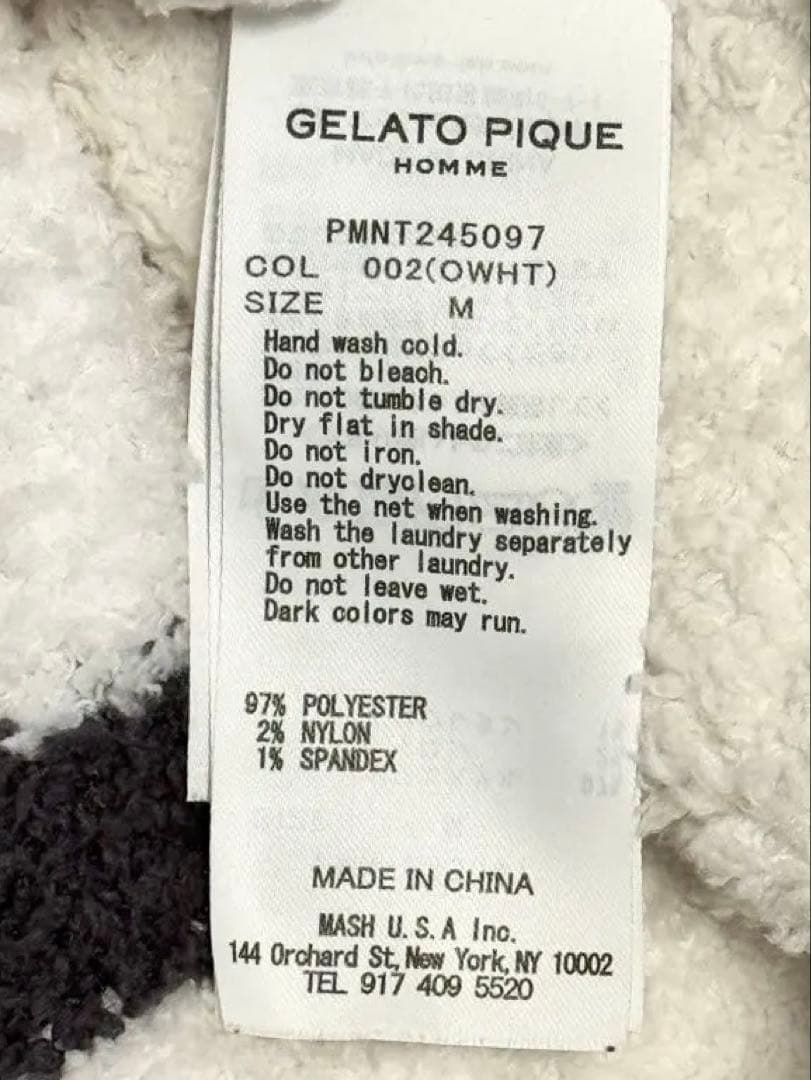 GELATO PIQUE
HOMME
PMNT245097
COL 002(OWHT)
SIZE M
Hand wash cold.
Do not bleach.
Do not tumble dry.
Dry flat in shade.
Do not iron.
Do not dryclean.
Use the net when washing.
Wash the laundry separately
from other laundry.
Do not leave wet.
Dark colors may run.
97% POLYESTER
2% NYLON
1% SPANDEX
MADE IN CHINA
MASH U.S.A Inc.
144 Orchard St, New York, NY 10002
TEL 917 409 5520